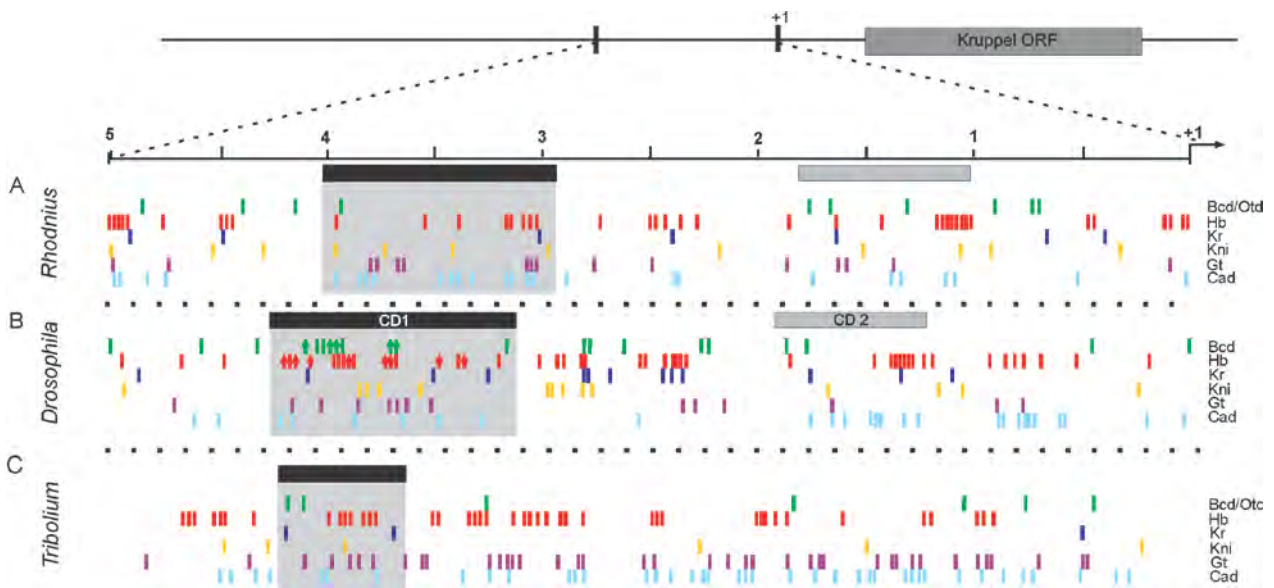 +1
Kruppel ORF
5 4 3 2 1 +1
A
Rhodnius
Bcd/Otd
Hb
Kr
Kni
Gt
Cad
B
Drosophila
CD1
CD 2
Bcd
Hb
Kr
Kni
Gt
Cad
C
Tribolium
Bcd/Otc
Hb
Kr
Kni
Gt
Cad